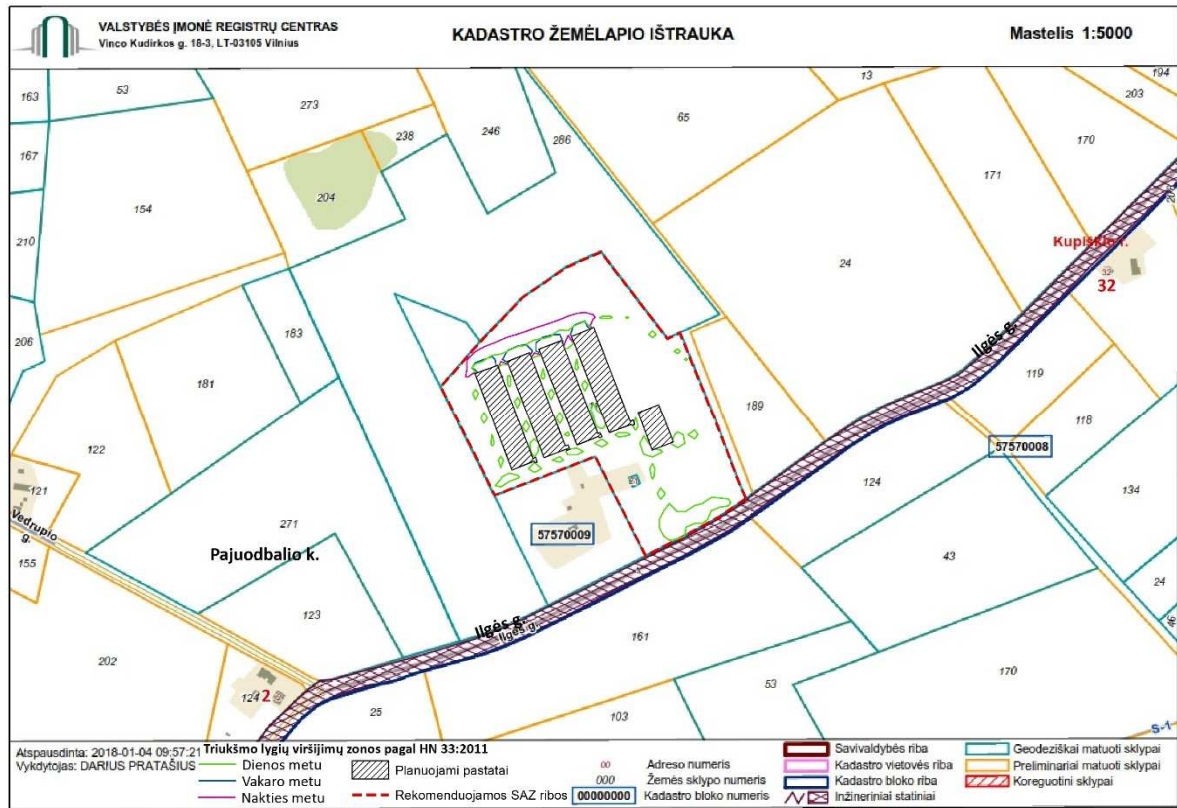 VALSTYBĖS ĮMONĖ REGISTRŲ CENTRAS
Vinco Kudirkos g. 18-3, LT-03105 Vilnius
KADASTRO ŽEMĖLAPIO IŠTRAUKA
Mastelis 1:5000
163
53
273
238
246
286
65
13
194
203
170
167
204
171
154
210
Kupiškio r.
32
24
206
183
Ilgės g.
181
119
189
118
122
57570008
121
124
134
Vedrupio g.
271
57570009
Pajuodbalio k.
43
155
24
123
46
Ilgės g.
Ilgės g.
161
202
170
124
2
53
25
103
S-1
Atspausdinta: 2018-01-04 09:57:21
Vykdytojas: DARIUS PRATAŠIUS
Triukšmo lygių viršijimų zonos pagal HN 33:2011
Dienos metu
Vakaro metu
Nakties metu
Planuojami pastatai
Rekomenduojamos SAZ ribos
00 Adreso numeris
000 Žemės sklypo numeris
00000000 Kadastro bloko numeris
Savivaldybės riba
Kadastro vietovės riba
Kadastro bloko riba
Inžineriniai statiniai
Geodeziškai matuoti sklypai
Preliminariai matuoti sklypai
Koreguotini sklypai